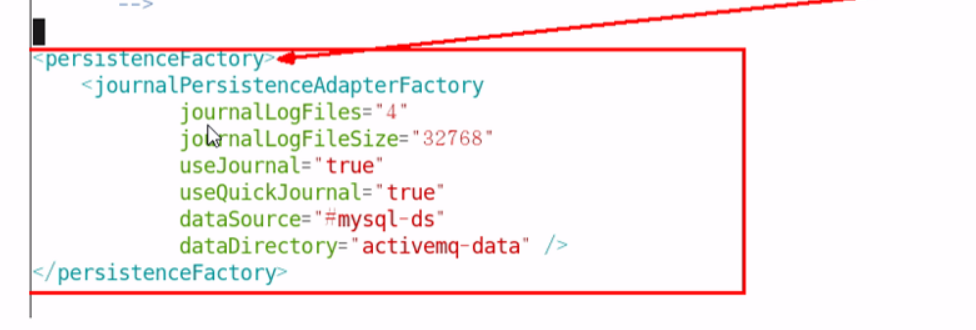 -->
<persistenceFactory>
<journalPersistenceAdapterFactory
journalLogFiles="4"
journalLogFileSize="32768"
useJournal="true"
useQuickJournal="true"
dataSource="#mysql-ds"
dataDirectory="activemq-data" />
</persistenceFactory>